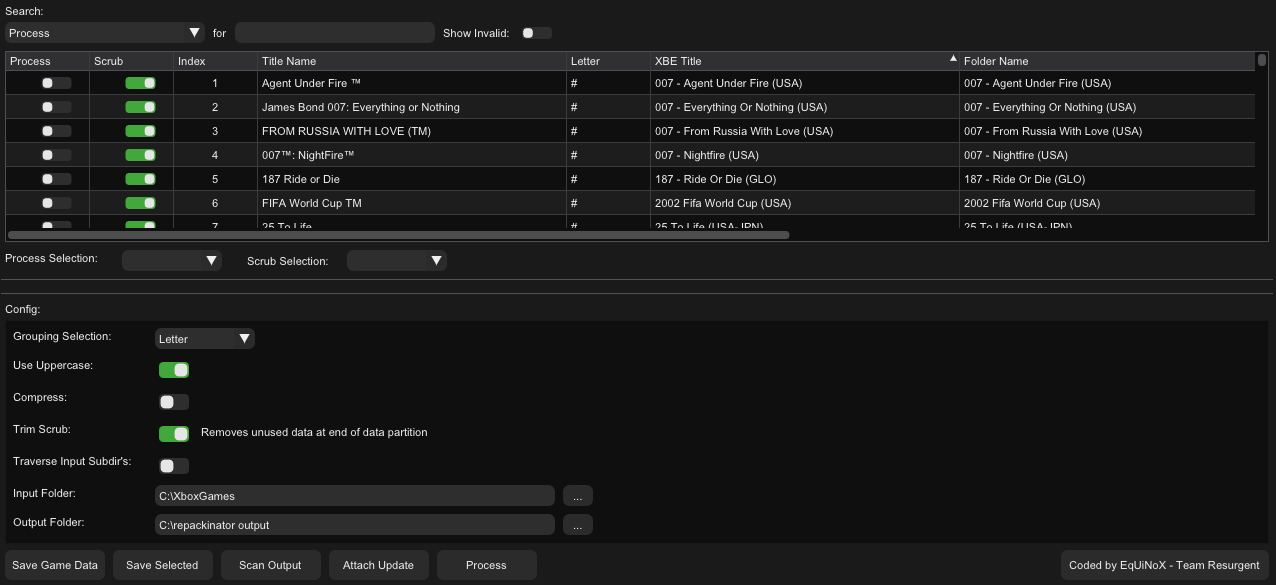 Search:
Process for Show Invalid:
Process Scrub Index Title Name Letter XBE Title Folder Name
1 Agent Under Fire ™ # 007 - Agent Under Fire (USA) 007 - Agent Under Fire (USA)
2 James Bond 007: Everything or Nothing # 007 - Everything Or Nothing (USA) 007 - Everything Or Nothing (USA)
3 FROM RUSSIA WITH LOVE (TM) # 007 - From Russia With Love (USA) 007 - From Russia With Love (USA)
4 007™: NightFire™ # 007 - Nightfire (USA) 007 - Nightfire (USA)
5 187 Ride or Die # 187 - Ride Or Die (GLO) 187 - Ride Or Die (GLO)
6 FIFA World Cup TM # 2002 Fifa World Cup (USA) 2002 Fifa World Cup (USA)
7 25 To Life # 25 To Life (USA-JPN) 25 To Life (USA-JPN)
Process Selection: Scrub Selection:
Config:
Grouping Selection: Letter
Use Uppercase:
Compress:
Trim Scrub: Removes unused data at end of data partition
Traverse Input Subdir's:
Input Folder: C:\XboxGames ...
Output Folder: C:\repackinator output ...
Save Game Data Save Selected Scan Output Attach Update Process Coded by EqUiNoX - Team Resurgent